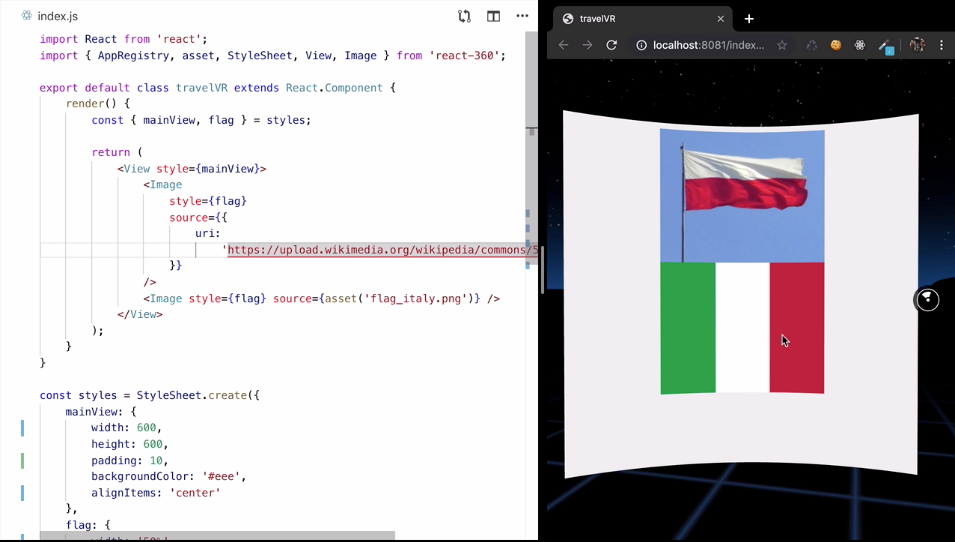 index.js
import React from 'react';
import { AppRegistry, asset, StyleSheet, View, Image } from 'react-360';
export default class travelVR extends React.Component {
render() {
const { mainView, flag } = styles;
return (
<View style={mainView}>
<Image
style={flag}
source={{
uri:
'https://upload.wikimedia.org/wikipedia/commons/5
}}
/>
<Image style={flag} source={asset('flag_italy.png')} />
</View>
);
}
}
const styles = StyleSheet.create({
mainView: {
width: 600,
height: 600,
padding: 10,
backgroundColor: '#eee',
alignItems: 'center'
},
flag: {
width: '50%'
travelVR
localhost:8081/index...